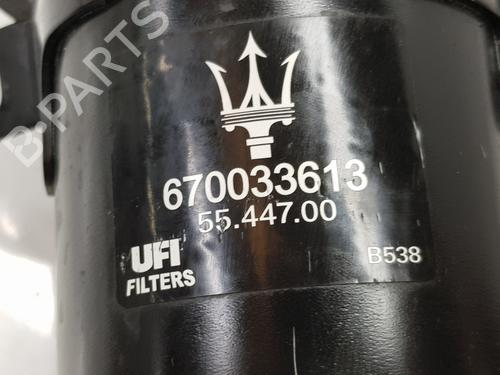 670033613
55.447.00
UFI
FILTERS
B538
B-Parts